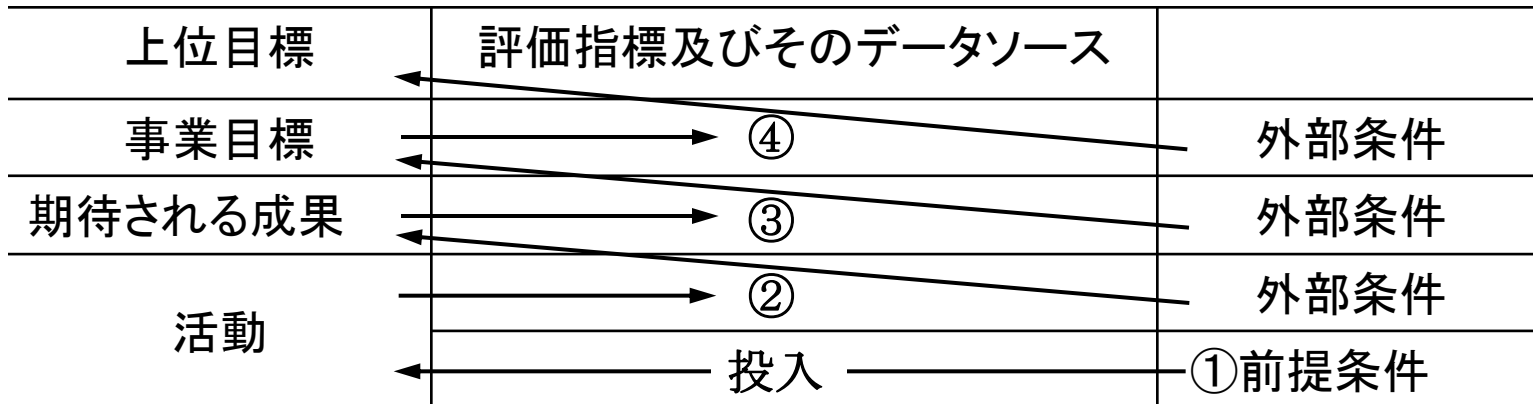 上位目標 評価指標及びそのデータソース
事業目標 ④ 外部条件
期待される成果 ③ 外部条件
活動 ② 外部条件
投入 ①前提条件